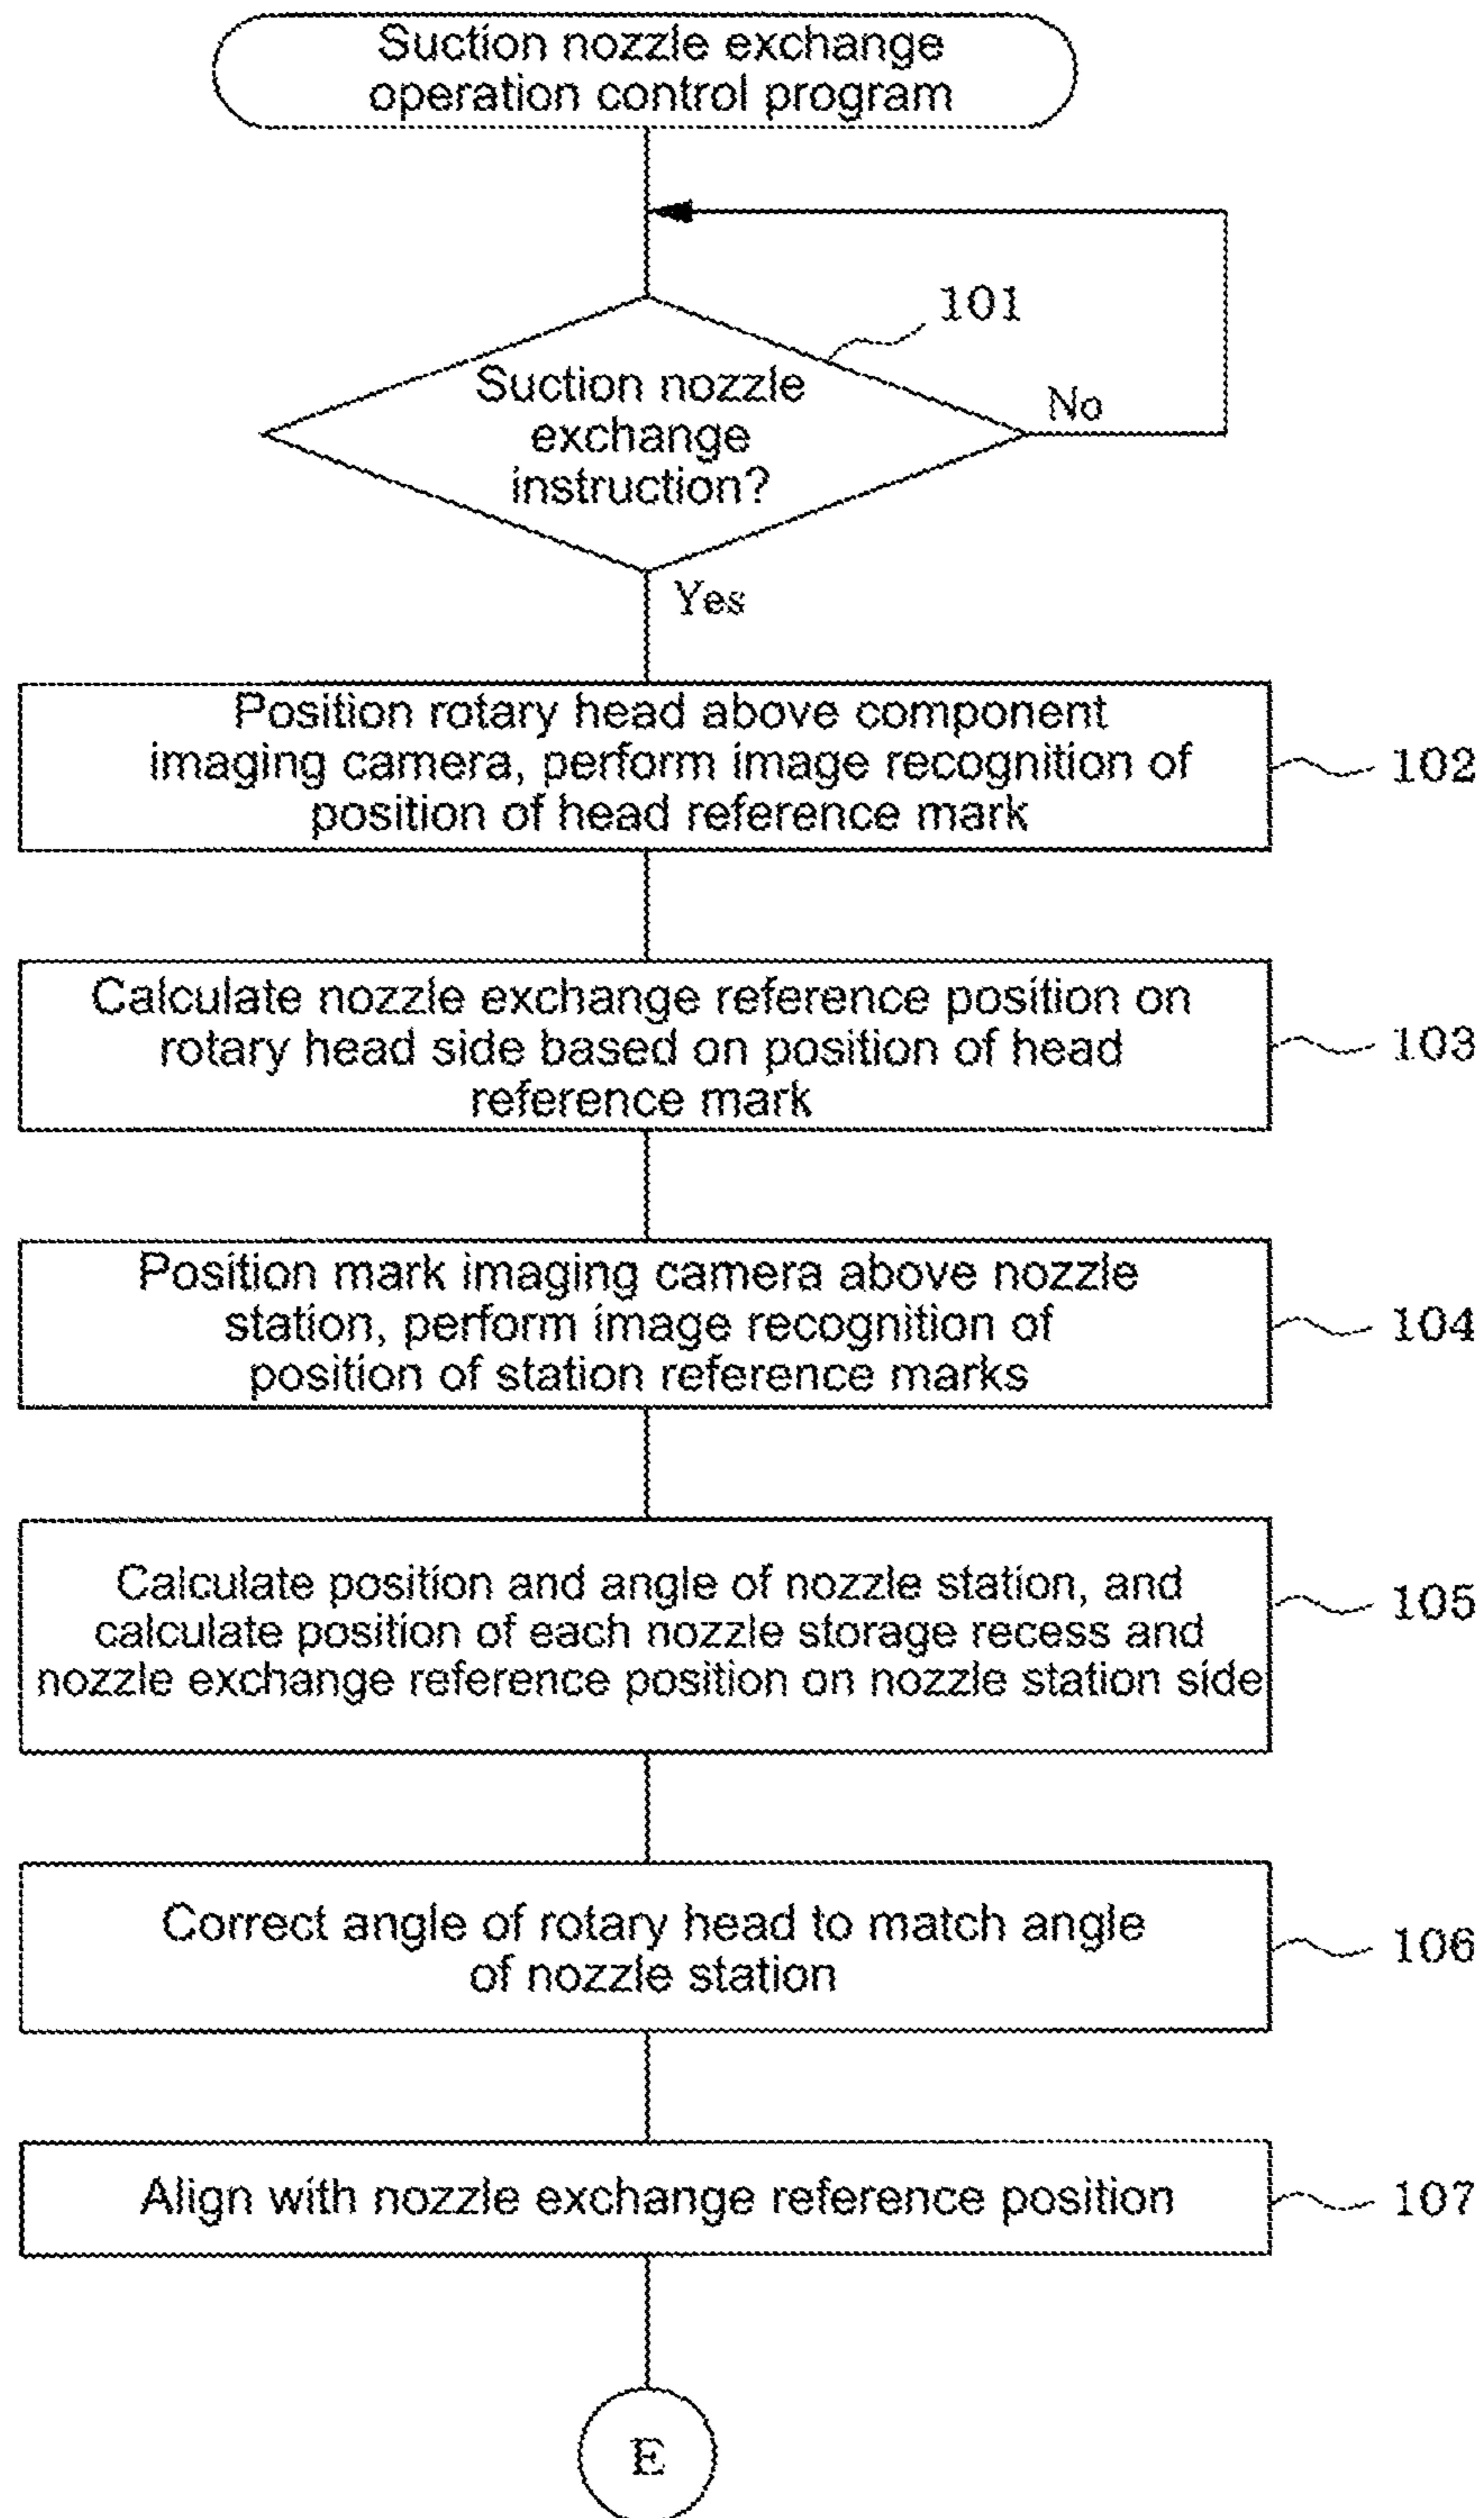 Suction nozzle exchange
operation control program
101
Suction nozzle
exchange
instruction?
No
Yes
Position rotary head above component
imaging camera, perform image recognition of
position of head reference mark
102
Calculate nozzle exchange reference position on
rotary head side based on position of head
reference mark
103
Position mark imaging camera above nozzle
station, perform image recognition of
position of station reference marks
104
Calculate position and angle of nozzle station, and
calculate position of each nozzle storage recess and
nozzle exchange reference position on nozzle station side
105
Correct angle of rotary head to match angle
of nozzle station
106
Align with nozzle exchange reference position
107
E